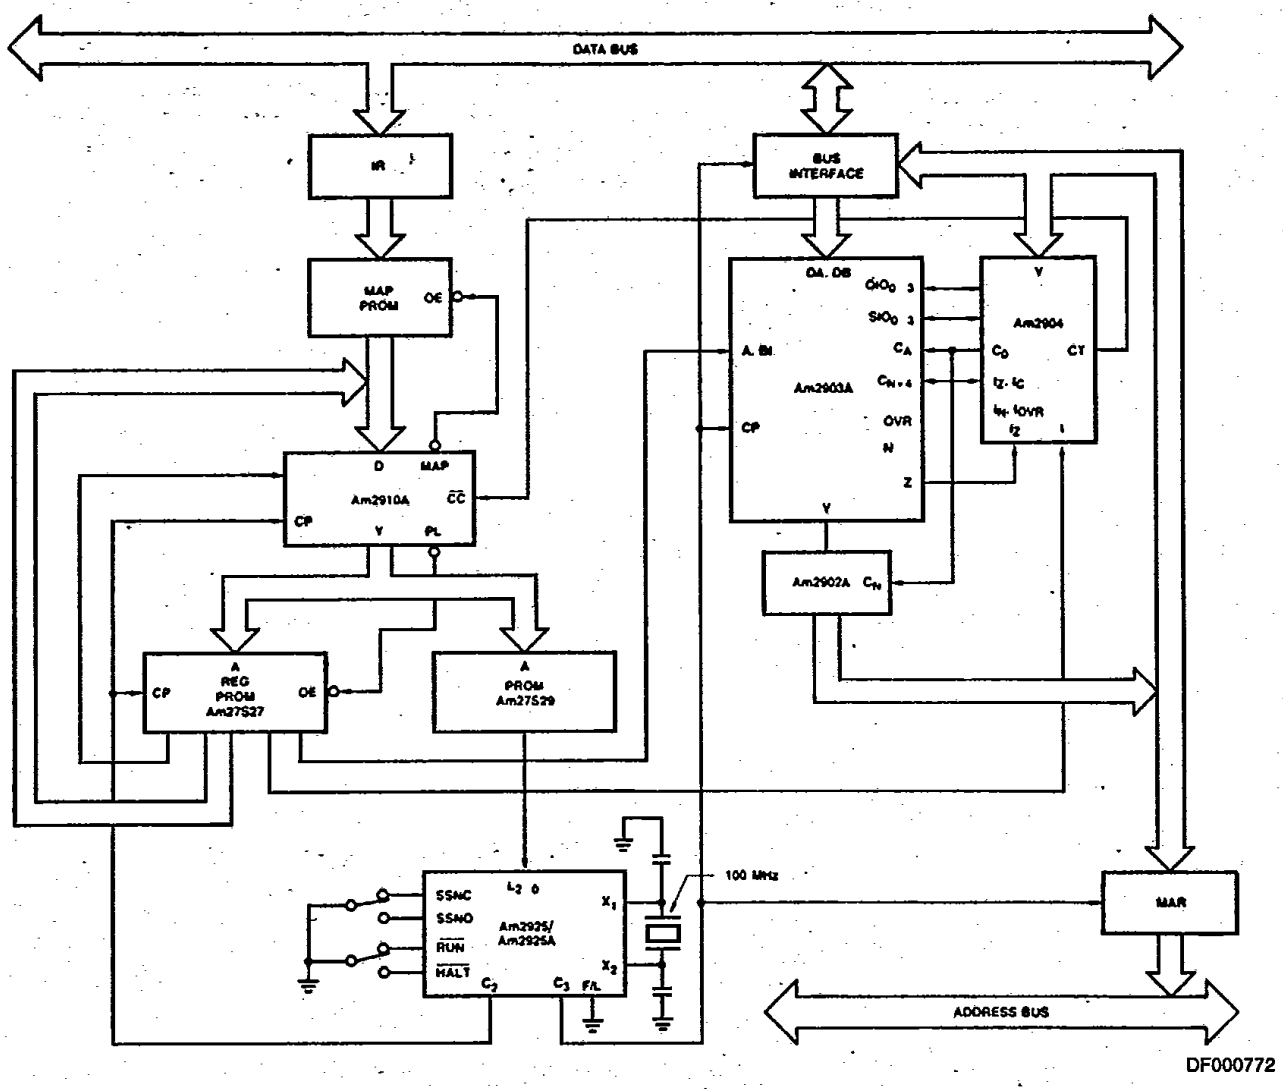 DATA BUS
IR
BUS
INTERFACE
MAP
PROM
OE
DA, DB
QIO0 3
SIO0 3
CA
CN+4
OVR
N
Z
A, BI
Am2903A
CP
Y
Y
Am2904
CO
CT
IZ, IC
IN, IOVR
IZ
I
D
MAP
Am2910A
CC
CP
Y
PL
Am2902A
CN
A
REG
PROM
Am27S27
CP
OE
A
PROM
Am27S29
L2 0
SSNC
SSNO
RUN
HALT
Am2925/
Am2925A
X1
X2
C2
C3
F/L
100 MHz
MAR
ADDRESS BUS
DF000772